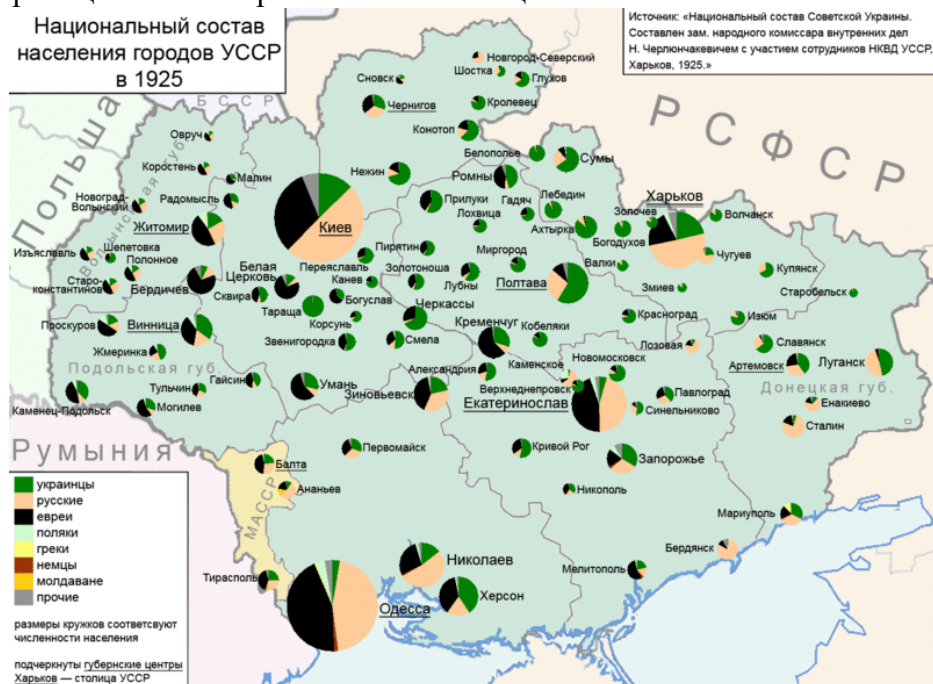 Национальный состав
населения городов УССР
в 1925
Источник: «Национальный состав Советской Украины.
Составлен зам. народного комиссара внутренних дел
Н. Черлюнчакевичем с участием сотрудников НКВД УССР,
Харьков, 1925.»
Польша
БССР
РСФСР
Румыния
МАССР
Волынская губ.
Подольская губ.
Донецкая губ.
Новгород-Северский
Шостка
Глухов
Сновск
Чернигов
Кролевец
Конотоп
Овруч
Белополье
Сумы
Коростень
Малин
Нежин
Ромны
Лебедин
Харьков
Новоград-
Волынский
Радомысль
Киев
Прилуки
Гадяч
Золочев
Волчанск
Лохвица
Житомир
Ахтырка
Богодухов
Чугуев
Изъяславль
Шепетовка
Полонное
Пирятин
Миргород
Валки
Купянск
Старо-
константинов
Бердичев
Белая
Церковь
Переяславль
Золотоноша
Лубны
Полтава
Змиев
Старобельск
Сквира
Канев
Богуслав
Тараща
Черкассы
Корсунь
Красноград
Изюм
Проскуров
Винница
Звенигородка
Смела
Кременчуг
Кобеляки
Лозовая
Славянск
Жмеринка
Каменское
Новомосковск
Артемовск
Луганск
Гайсин
Умань
Александрия
Верхнеднепровск
Павлоград
Тульчин
Зиновьевск
Екатеринослав
Синельниково
Енакиево
Каменец-Подольск
Могилев
Сталин
Первомайск
Кривой Рог
Запорожье
Балта
Ананьев
Никополь
Мариуполь
Бердянск
Николаев
Мелитополь
Тирасполь
Херсон
Одесса
украинцы
русские
евреи
поляки
греки
немцы
молдаване
прочие
размеры кружков соответсвуют
численности населения
подчеркнуты губернские центры
Харьков — столица УССР